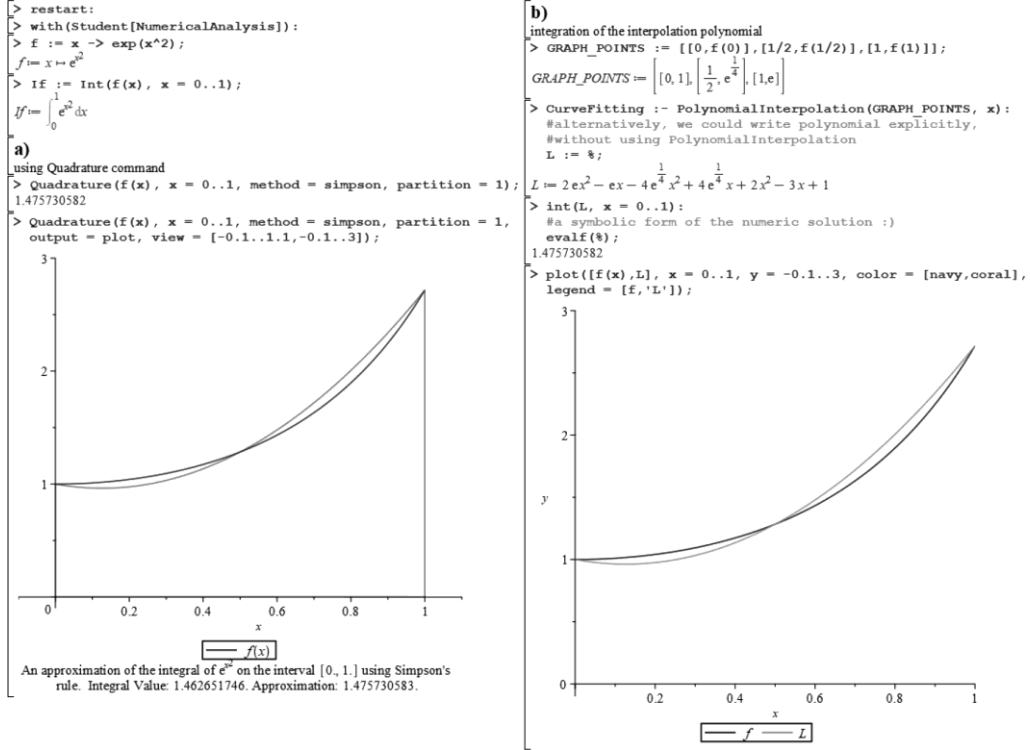 > restart:
> with(Student[NumericalAnalysis]):
> f := x -> exp(x^2);
f := x ↦ e^{x^2}
> If := Int(f(x), x = 0..1);
If := ∫_0^1 e^{x^2} dx
a)
using Quadrature command
> Quadrature(f(x), x = 0..1, method = simpson, partition = 1);
1.475730582
> Quadrature(f(x), x = 0..1, method = simpson, partition = 1,
output = plot, view = [-0.1..1.1,-0.1..3]);
3
2
1
0 0.2 0.4 0.6 0.8 1
x
f(x)
An approximation of the integral of e^{x^2} on the interval [0., 1.] using Simpson's
rule. Integral Value: 1.462651746. Approximation: 1.475730583.
b)
integration of the interpolation polynomial
> GRAPH_POINTS := [[0,f(0)],[1/2,f(1/2)],[1,f(1)]];
GRAPH_POINTS := [[0, 1], [1/2, e^{1/4}], [1,e]]
> CurveFitting :- PolynomialInterpolation(GRAPH_POINTS, x):
#alternatively, we could write polynomial explicitly,
#without using PolynomialInterpolation
L := %;
L := 2 ex^2 − ex − 4 e^{1/4} x^2 + 4 e^{1/4} x + 2 x^2 − 3 x + 1
> int(L, x = 0..1):
#a symbolic form of the numeric solution :)
evalf(%);
1.475730582
> plot([f(x),L], x = 0..1, y = -0.1..3, color = [navy,coral],
legend = [f,'L']);
3
2
y
1
0
0.2 0.4 0.6 0.8 1
x
f L